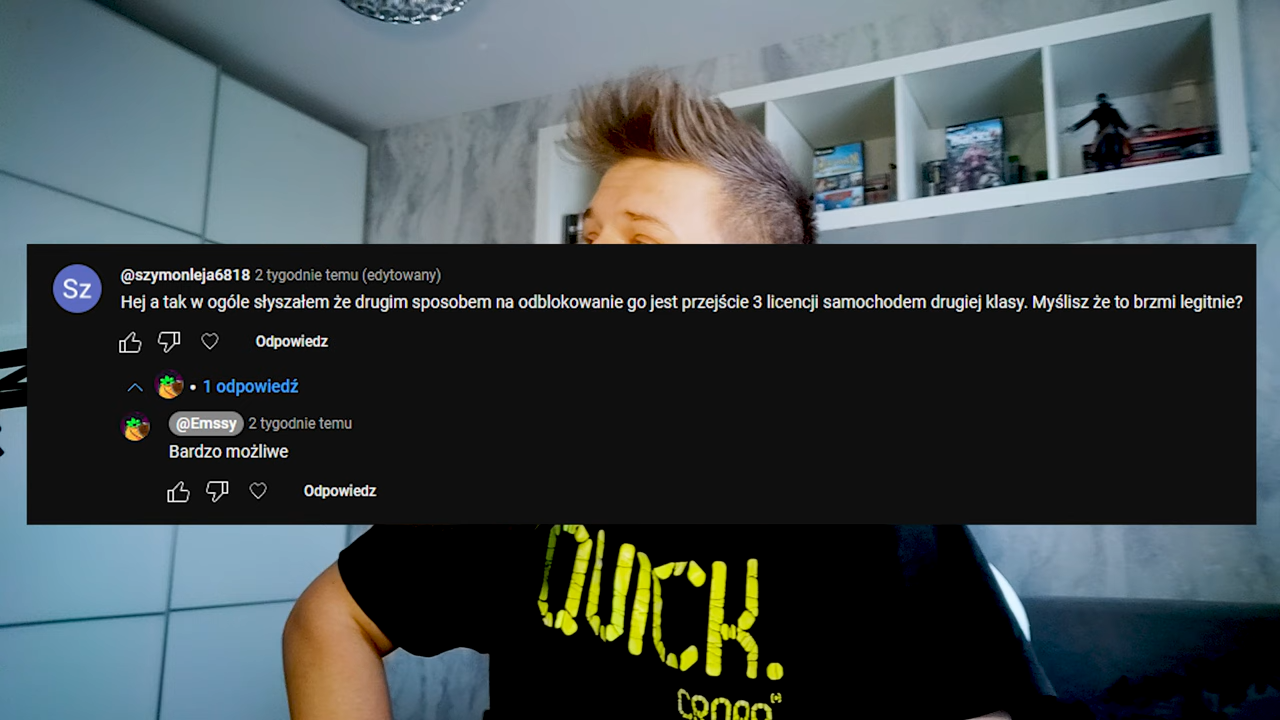 Sz
@szymonleja6818 2 tygodnie temu (edytowany)
Hej a tak w ogóle słyszałem że drugim sposobem na odblokowanie go jest przejście 3 licencji samochodem drugiej klasy. Myślisz że to brzmi legitnie?
Odpowiedz
• 1 odpowiedź
@Emssy 2 tygodnie temu
Bardzo możliwe
Odpowiedz
QUICK.